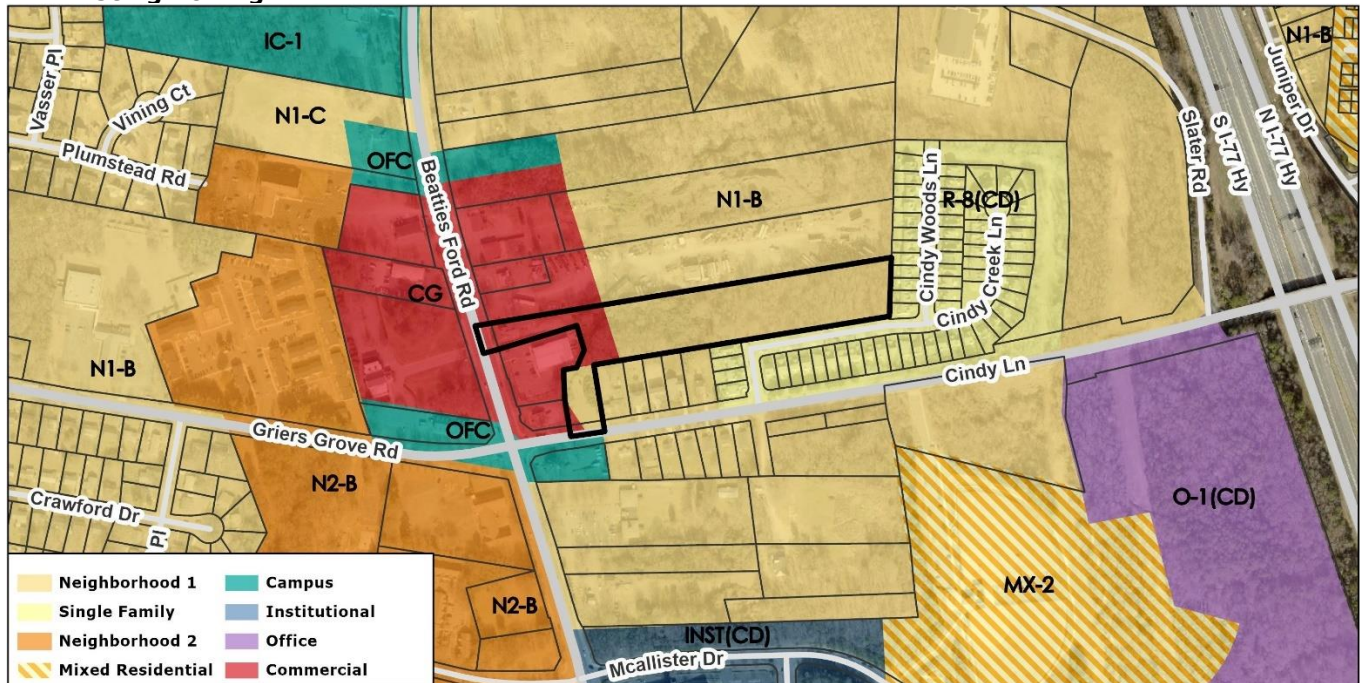 IC-1
N1-B
Juniper Dr
Vasser Pl
Vining Ct
N1-C
Slater Rd
S I-77 Hy
N I-77 Hy
Plumstead Rd
OFC
Beatties Ford Rd
N1-B
R-8(CD)
Cindy Woods Ln
Cindy Creek Ln
CG
N1-B
Cindy Ln
OFC
Griers Grove Rd
N2-B
O-1(CD)
Crawford Dr
Pl
MX-2
N2-B
INST(CD)
Mcallister Dr
Neighborhood 1
Campus
Single Family
Institutional
Neighborhood 2
Office
Mixed Residential
Commercial